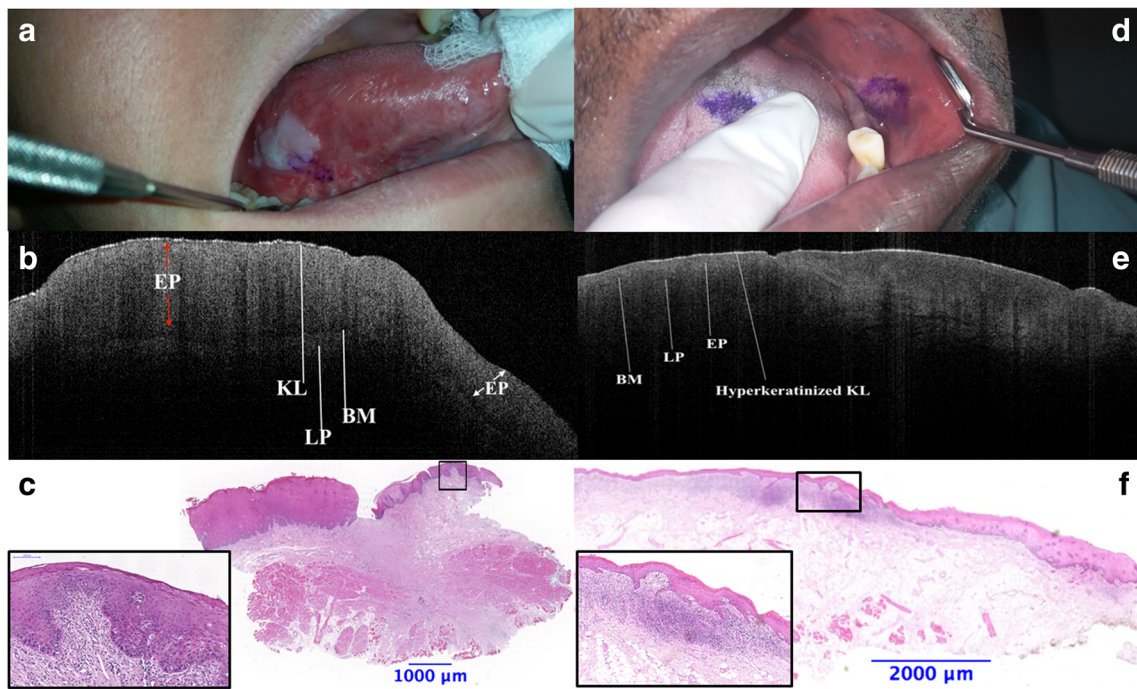 a
d
b
EP
KL
LP
BM
EP
e
BM
LP
EP
Hyperkeratinized KL
c
1000 µm
f
2000 µm